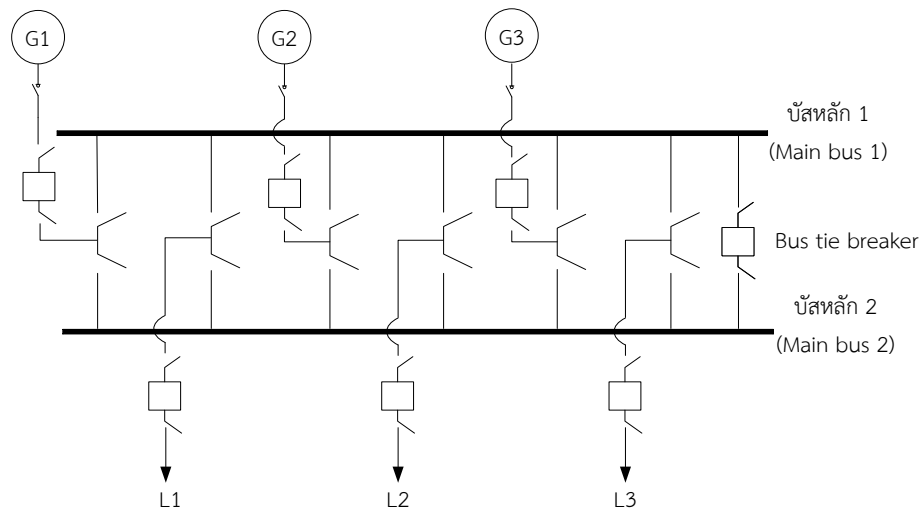 G1
G2
G3
บัสหลัก 1
(Main bus 1)
Bus tie breaker
บัสหลัก 2
(Main bus 2)
L1
L2
L3